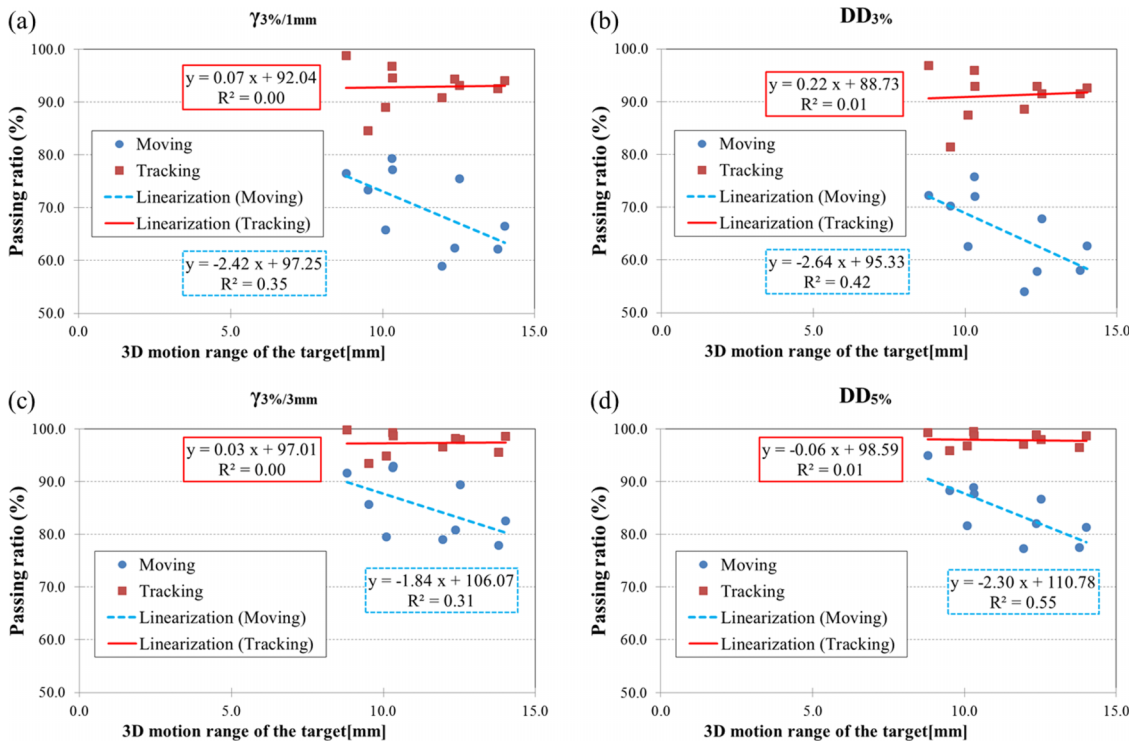 (a)
γ3%/1mm
100.0
90.0
80.0
70.0
60.0
50.0
Passing ratio (%)
y = 0.07 x + 92.04
R² = 0.00
Moving
Tracking
Linearization (Moving)
Linearization (Tracking)
y = -2.42 x + 97.25
R² = 0.35
0.0 5.0 10.0 15.0
3D motion range of the target[mm]
(b)
DD3%
100.0
90.0
80.0
70.0
60.0
50.0
Passing ratio (%)
y = 0.22 x + 88.73
R² = 0.01
Moving
Tracking
Linearization (Moving)
Linearization (Tracking)
y = -2.64 x + 95.33
R² = 0.42
0.0 5.0 10.0 15.0
3D motion range of the target[mm]
(c)
γ3%/3mm
100.0
90.0
80.0
70.0
60.0
50.0
Passing ratio (%)
y = 0.03 x + 97.01
R² = 0.00
Moving
Tracking
Linearization (Moving)
Linearization (Tracking)
y = -1.84 x + 106.07
R² = 0.31
0.0 5.0 10.0 15.0
3D motion range of the target[mm]
(d)
DD5%
100.0
90.0
80.0
70.0
60.0
50.0
Passing ratio (%)
y = -0.06 x + 98.59
R² = 0.01
Moving
Tracking
Linearization (Moving)
Linearization (Tracking)
y = -2.30 x + 110.78
R² = 0.55
0.0 5.0 10.0 15.0
3D motion range of the target[mm]